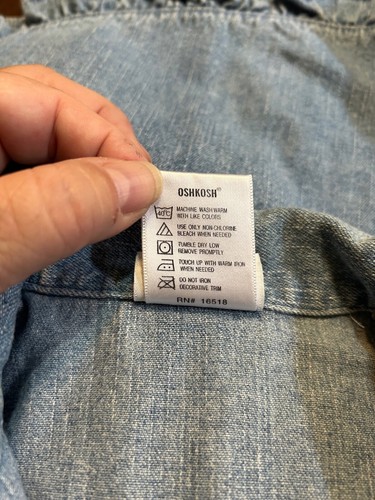 OSHKOSH®
40°C MACHINE WASH WARM
WITH LIKE COLORS
USE ONLY NON-CHLORINE
BLEACH WHEN NEEDED
TUMBLE DRY LOW
REMOVE PROMPTLY
TOUCH UP WITH WARM IRON
WHEN NEEDED
DO NOT IRON
DECORATIVE TRIM
RN# 16518